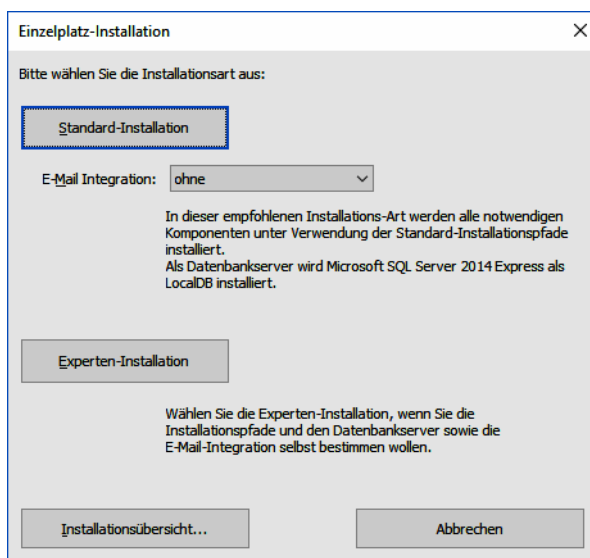 Einzelplatz-Installation
Bitte wählen Sie die Installationsart aus:
Standard-Installation
E-Mail Integration: ohne
In dieser empfohlenen Installations-Art werden alle notwendigen
Komponenten unter Verwendung der Standard-Installationspfade
installiert.
Als Datenbankserver wird Microsoft SQL Server 2014 Express als
LocalDB installiert.
Experten-Installation
Wählen Sie die Experten-Installation, wenn Sie die
Installationspfade und den Datenbankserver sowie die
E-Mail-Integration selbst bestimmen wollen.
Installationsübersicht... Abbrechen